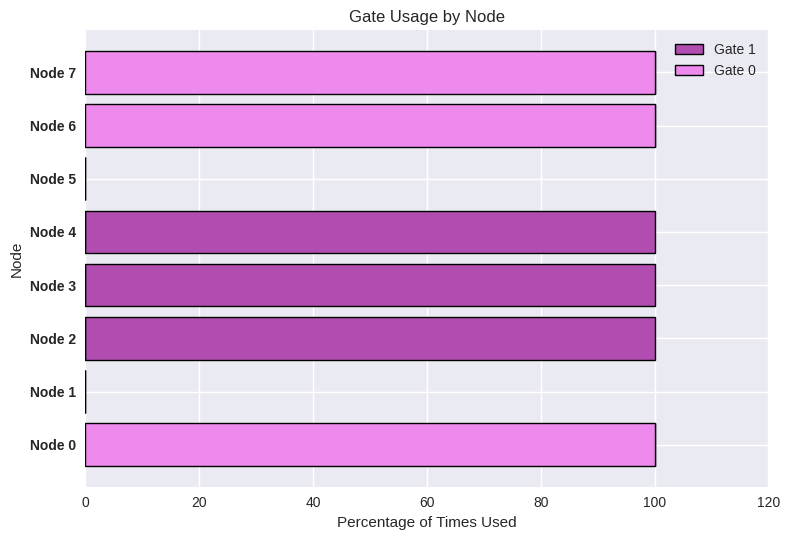 Gate Usage by Node
Gate 1
Gate 0
Node 7
Node 6
Node 5
Node 4
Node 3
Node 2
Node 1
Node 0
Node
0 20 40 60 80 100 120
Percentage of Times Used